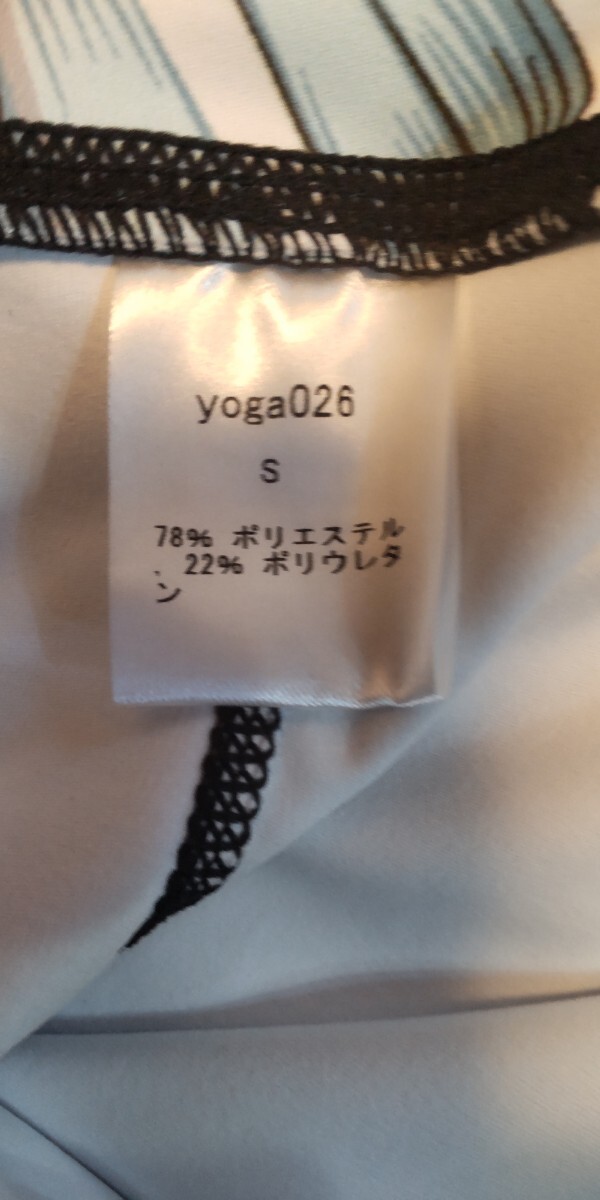 yoga026
S
78% ポリエステル
、22% ポリウレタ
ン